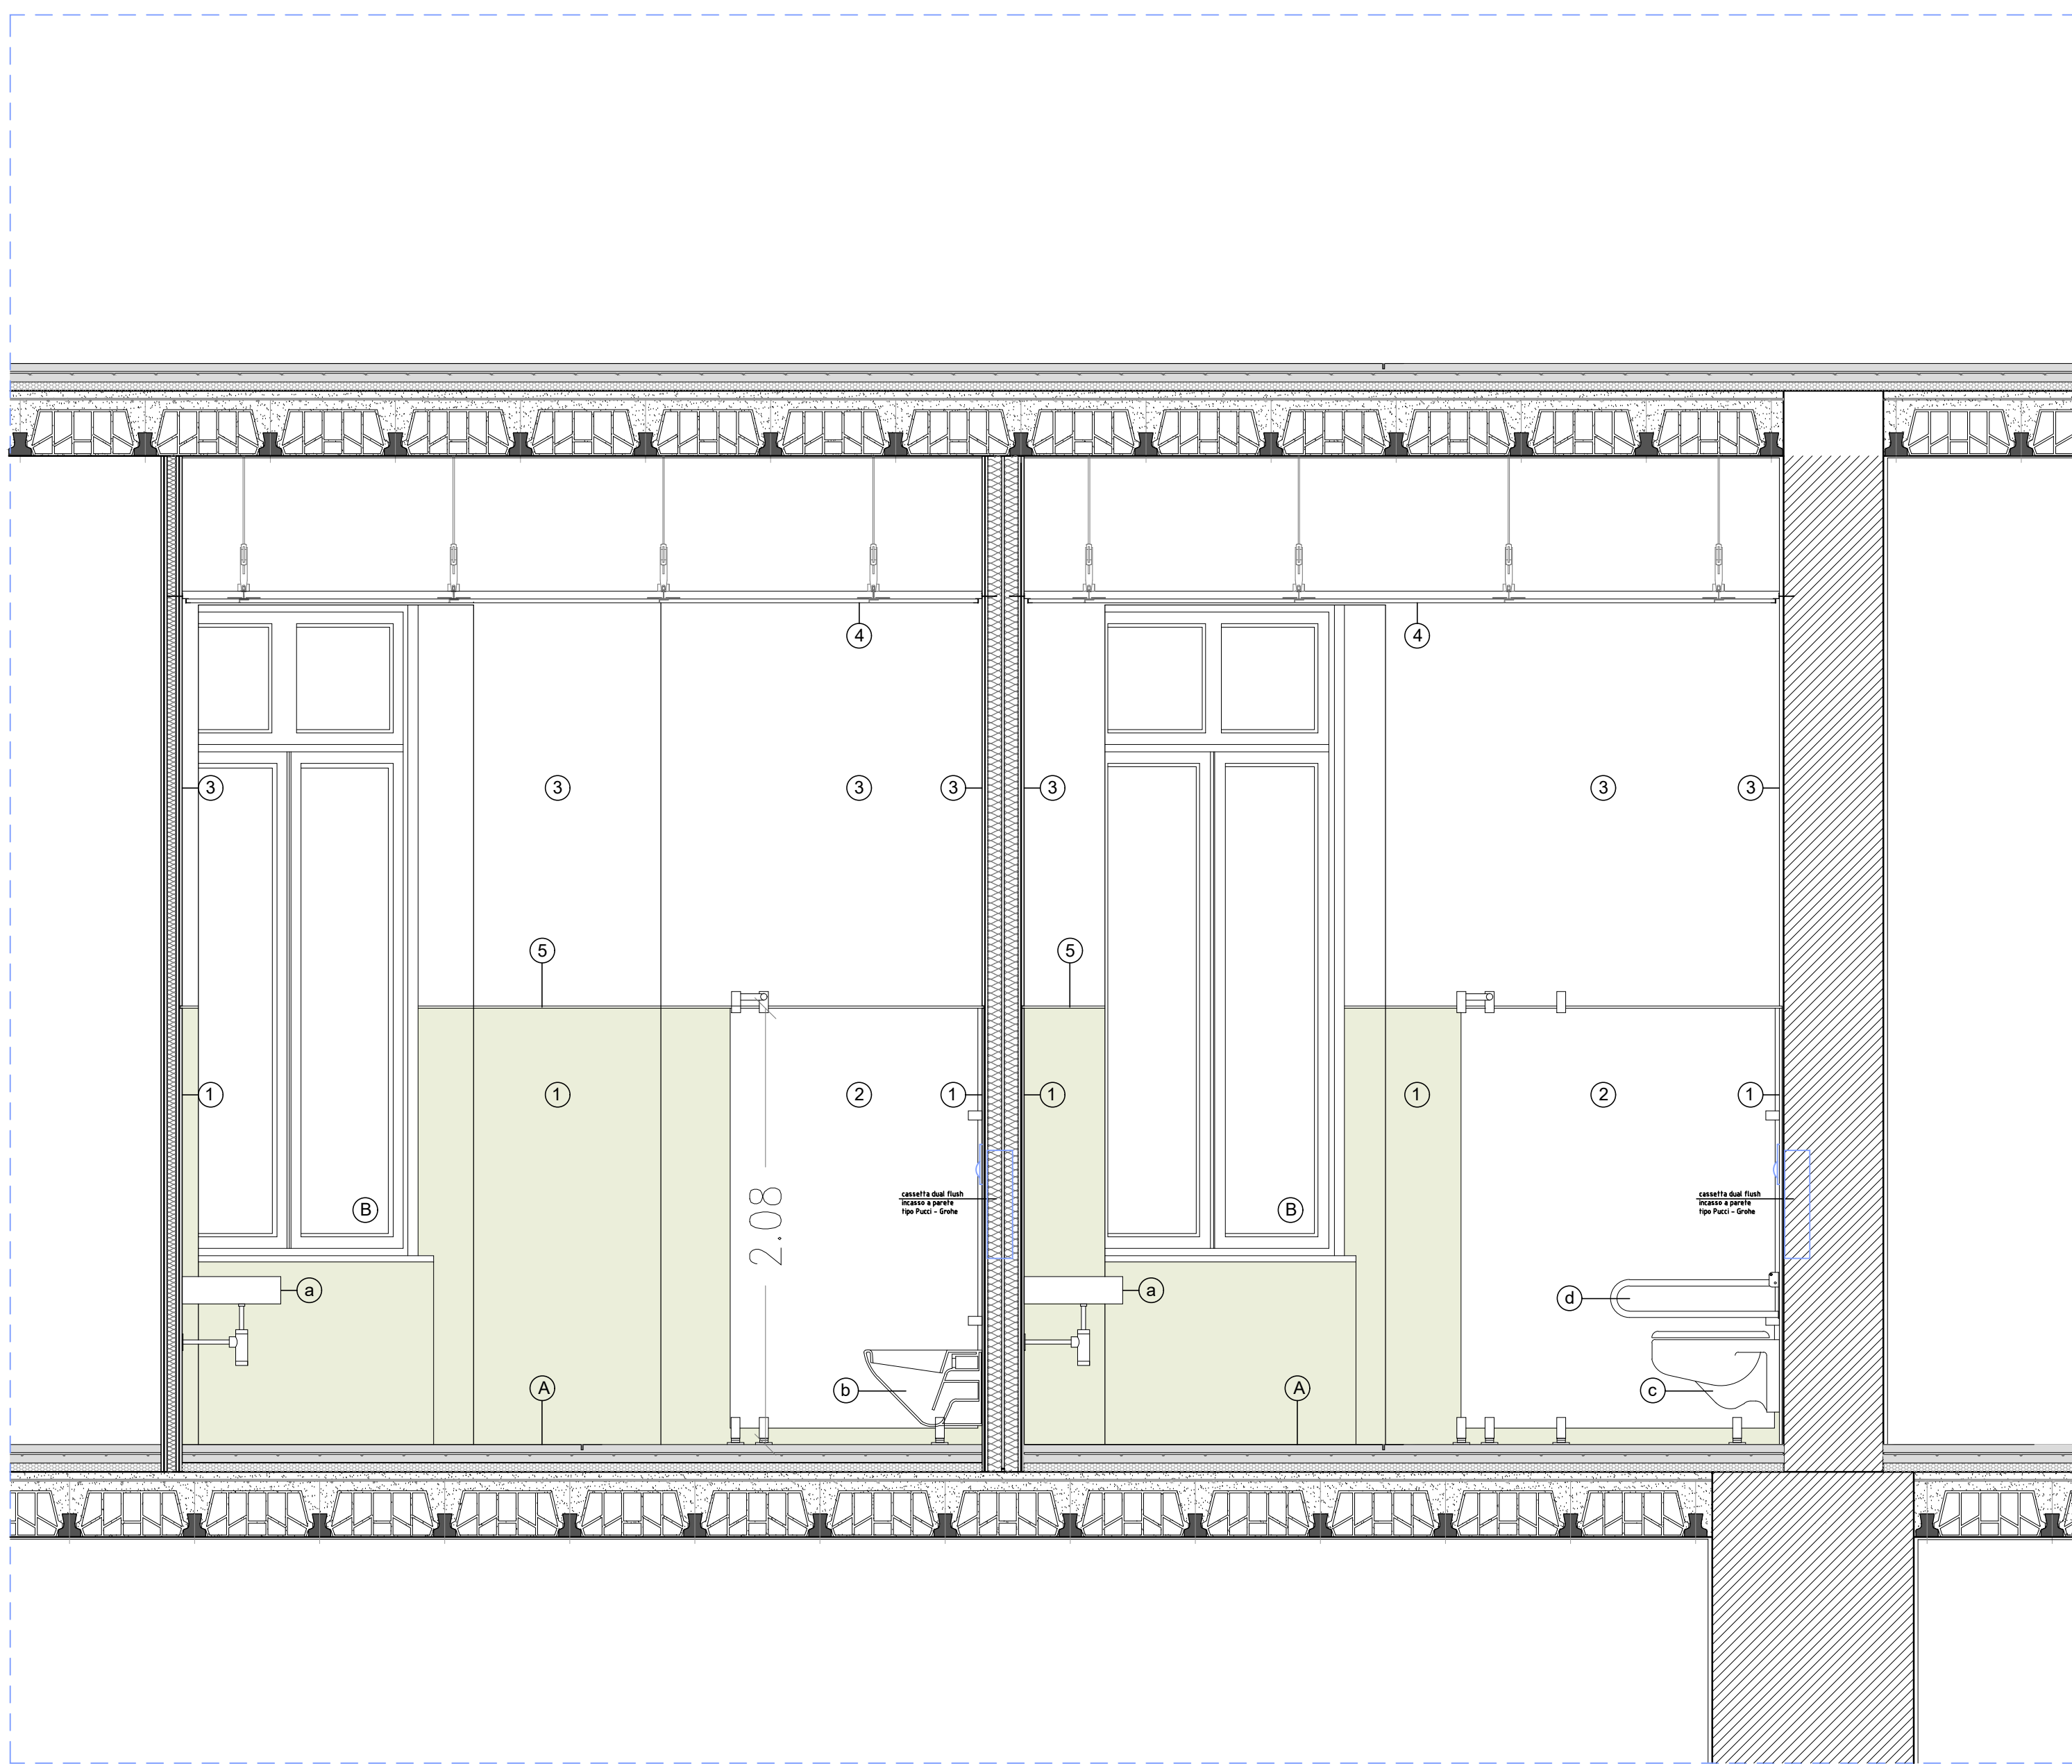 4
4
3
3
3
3
3
3
3
5
5
1
1
2
1
1
1
2
1
2.08
cassetta dual flush
incasso a parete
tipo Pucci - Grohe
cassetta dual flush
incasso a parete
tipo Pucci - Grohe
B
B
a
a
d
A
b
A
c